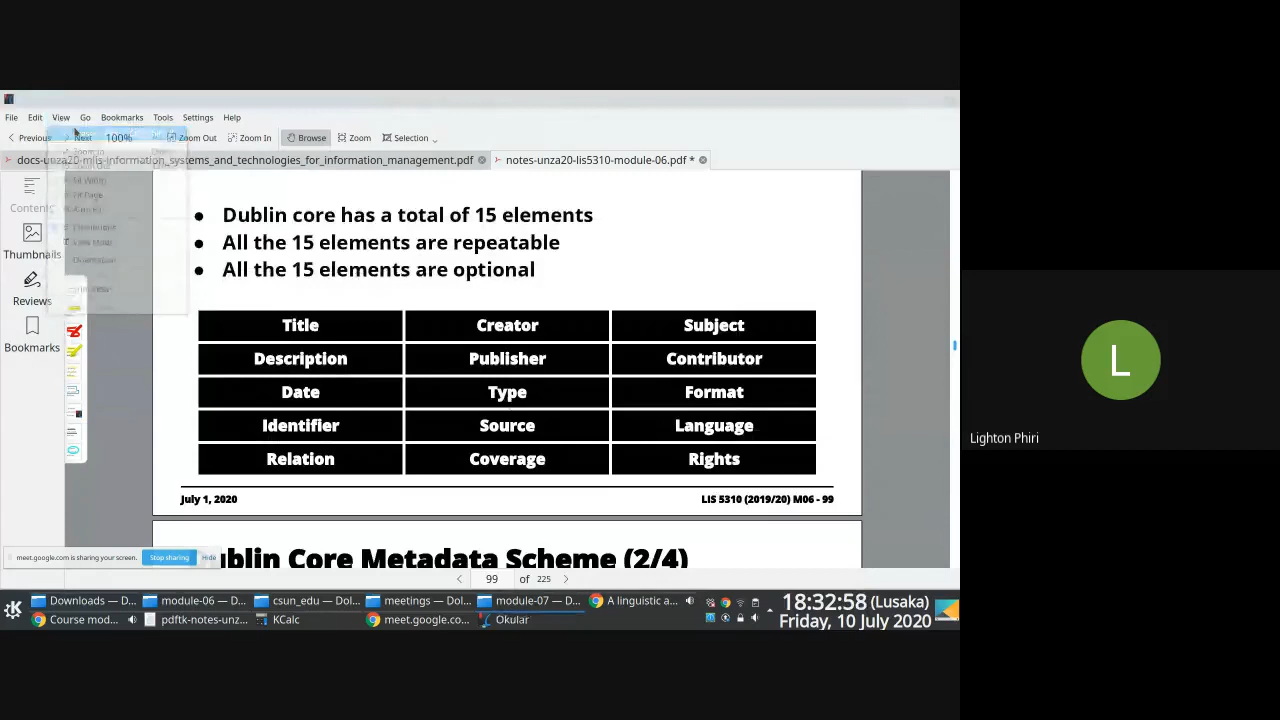 File Edit View Go Bookmarks Tools Settings Help
Previous Next 100% Zoom Out Zoom In Browse Zoom Selection
docs-unza20-mlis-information_systems_and_technologies_for_information_management.pdf notes-unza20-lis5310-module-06.pdf *
Contents
Thumbnails
Reviews
Bookmarks
● Dublin core has a total of 15 elements
● All the 15 elements are repeatable
● All the 15 elements are optional
Title Creator Subject
Description Publisher Contributor
Date Type Format
Identifier Source Language
Relation Coverage Rights
July 1, 2020 LIS 5310 (2019/20) M06 - 99
meet.google.com is sharing your screen. Stop sharing Hide
ublin Core Metadata Scheme (2/4)
99 of 225
Downloads — D... module-06 — D... csun_edu — Dol... meetings — Dol... module-07 — D... A linguistic a...
Course mod... pdftk-notes-unz... KCalc meet.google.co... Okular
18:32:58 (Lusaka)
Friday, 10 July 2020
L
Lighton Phiri